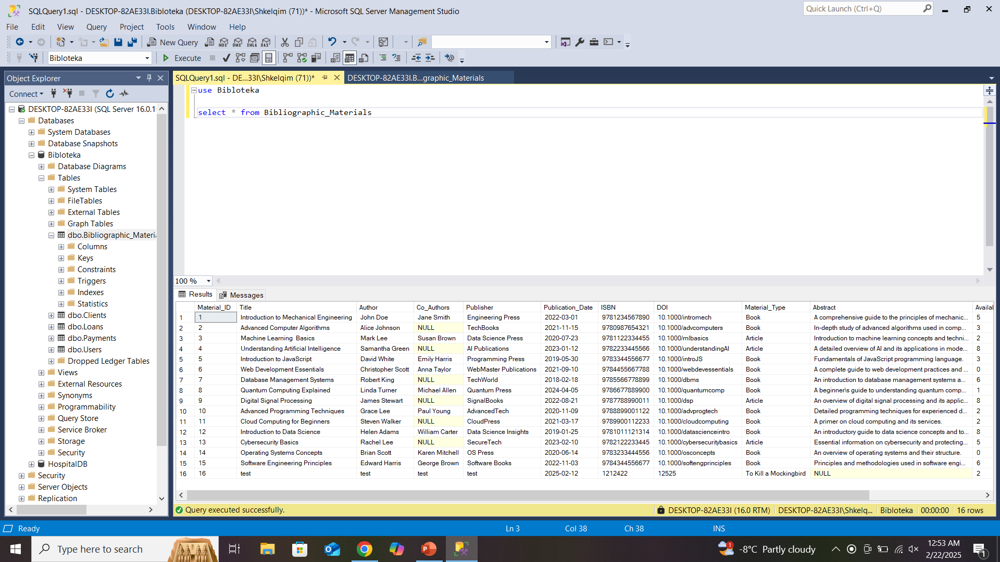 SQLQuery1.sql - DESKTOP-82AE33I.Bibloteka (DESKTOP-82AE33I\Shkelqim (71))* - Microsoft SQL Server Management Studio
Quick Launch (Ctrl+Q)
File Edit View Query Project Tools Window Help
New Query MDX DMX XMLA DAX
Bibloteka Execute
Object Explorer
SQLQuery1.sql - DE...33I\Shkelqim (71))* DESKTOP-82AE33I.B...graphic_Materials
Connect
DESKTOP-82AE33I (SQL Server 16.0.1
Databases
System Databases
Database Snapshots
Bibloteka
Database Diagrams
Tables
System Tables
FileTables
External Tables
Graph Tables
dbo.Bibliographic_Materi
Columns
Keys
Constraints
Triggers
Indexes
Statistics
dbo.Clients
dbo.Loans
dbo.Payments
dbo.Users
Dropped Ledger Tables
Views
External Resources
Synonyms
Programmability
Query Store
Service Broker
Storage
Security
HospitalDB
Security
Server Objects
Replication
use Bibloteka
select * from Bibliographic_Materials
100 %
Results Messages
Material_ID Title Author Co_Authors Publisher Publication_Date ISBN DOI Material_Type Abstract Availal
1 1 Introduction to Mechanical Engineering John Doe Jane Smith Engineering Press 2022-03-01 9781234567890 10.1000/intromech Book A comprehensive guide to the principles of mechanic... 5
2 2 Advanced Computer Algorithms Alice Johnson NULL TechBooks 2021-11-15 9780987654321 10.1000/advcomputers Book In-depth study of advanced algorithms used in comp... 3
3 3 Machine Learning Basics Mark Lee Susan Brown Data Science Press 2020-07-23 9781122334455 10.1000/mlbasics Article Introduction to machine learning concepts and techni... 2
4 4 Understanding Artificial Intelligence Samantha Green NULL AI Publications 2023-01-12 9782233445566 10.1000/understandingAI Article A detailed overview of AI and its applications in mode... 8
5 5 Introduction to JavaScript David White Emily Harris Programming Press 2019-05-30 9783344556677 10.1000/introJS Book Fundamentals of JavaScript programming language. 3
6 6 Web Development Essentials Christopher Scott Anna Taylor WebMaster Publications 2021-09-10 9784455667788 10.1000/webdevessentials Book A complete guide to web development practices and ... 0
7 7 Database Management Systems Robert King NULL TechWorld 2018-02-18 9785566778899 10.1000/dbms Book An introduction to database management systems a... 6
8 8 Quantum Computing Explained Linda Turner Michael Allen Quantum Press 2024-04-05 9786677889900 10.1000/quantumcomp Book A beginner\s guide to understanding quantum comp... 1
9 9 Digital Signal Processing James Stewart NULL SignalBooks 2022-08-21 9787788990011 10.1000/dsp Article An overview of digital signal processing and its applic... 8
10 10 Advanced Programming Techniques Grace Lee Paul Young AdvancedTech 2020-11-09 9788899001122 10.1000/advprogtech Book Detailed programming techniques for experienced d... 2
11 11 Cloud Computing for Beginners Steven Walker NULL CloudPress 2021-03-17 9789900112233 10.1000/cloudcomputing Book A primer on cloud computing and its services. 2
12 12 Introduction to Data Science Helen Adams William Carter Data Science Insights 2019-01-25 9781011121314 10.1000/datascienceintro Book An introductory guide to data science concepts and to... 8
13 13 Cybersecurity Basics Rachel Lee NULL SecureTech 2023-02-10 9782122233445 10.1000/cybersecuritybasics Article Essential information on cybersecurity and protecting... 5
14 14 Operating Systems Concepts Brian Scott Karen Mitchell OS Press 2020-06-14 9783233444556 10.1000/osconcepts Book An overview of operating systems and their structure. 0
15 15 Software Engineering Principles Edward Harris George Brown Software Books 2022-11-03 9784344556677 10.1000/softengprinciples Book Principles and methodologies used in software engi... 6
16 16 test test test test 2025-02-12 1212422 12525 To Kill a Mockingbird NULL 2
Query executed successfully. DESKTOP-82AE33I (16.0 RTM) DESKTOP-82AE33I\Shkelq... Bibloteka 00:00:00 16 rows
Ready Ln 3 Col 38 Ch 38 INS
Type here to search 1 -8°C Partly cloudy 12:53 AM
2/22/2025 1